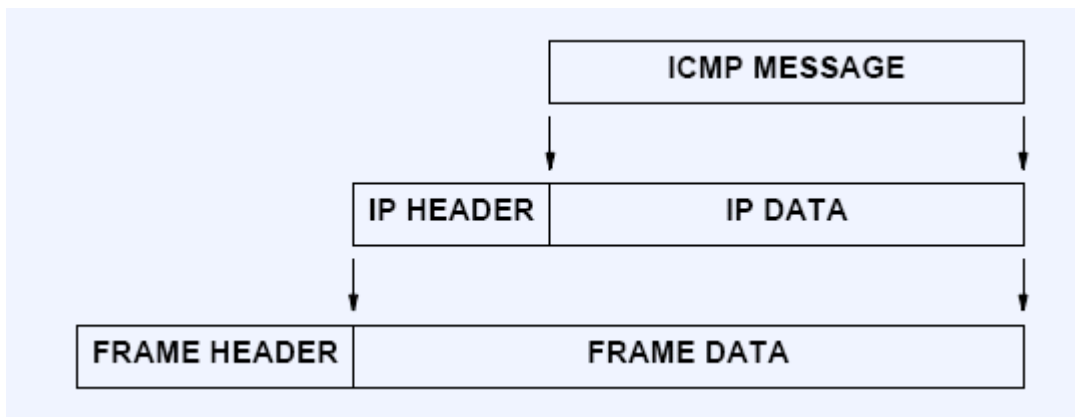 ICMP MESSAGE
IP HEADER IP DATA
FRAME HEADER FRAME DATA